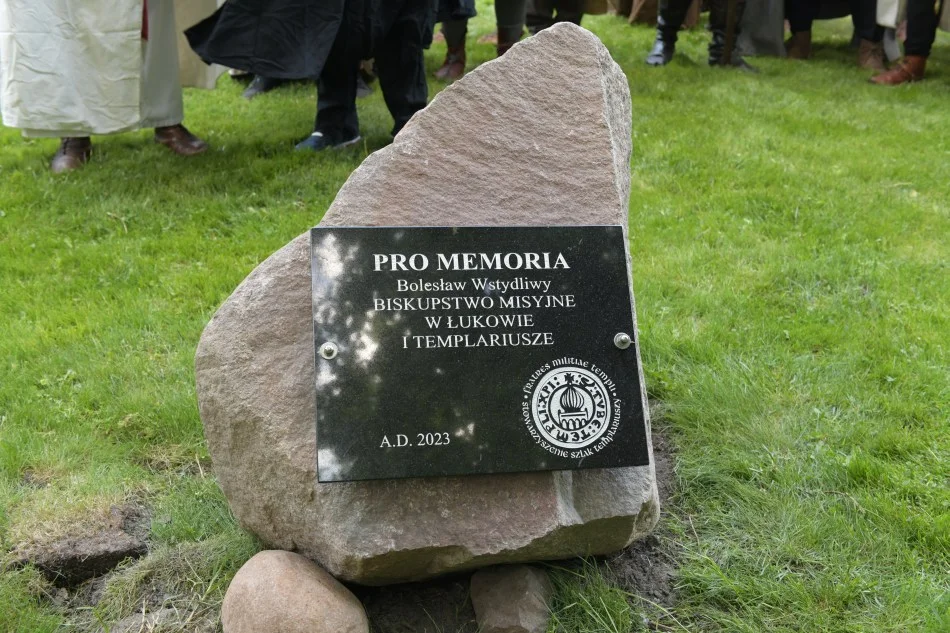 PRO MEMORIA
Bolesław Wstydliwy
BISKUPSTWO MISYJNE
W ŁUKOWIE
I TEMPLARIUSZE
A.D. 2023
FRATRES MILITIAE TEMPLI
STOWARZYSZENIE SZLAK TEMPLARIUSZY